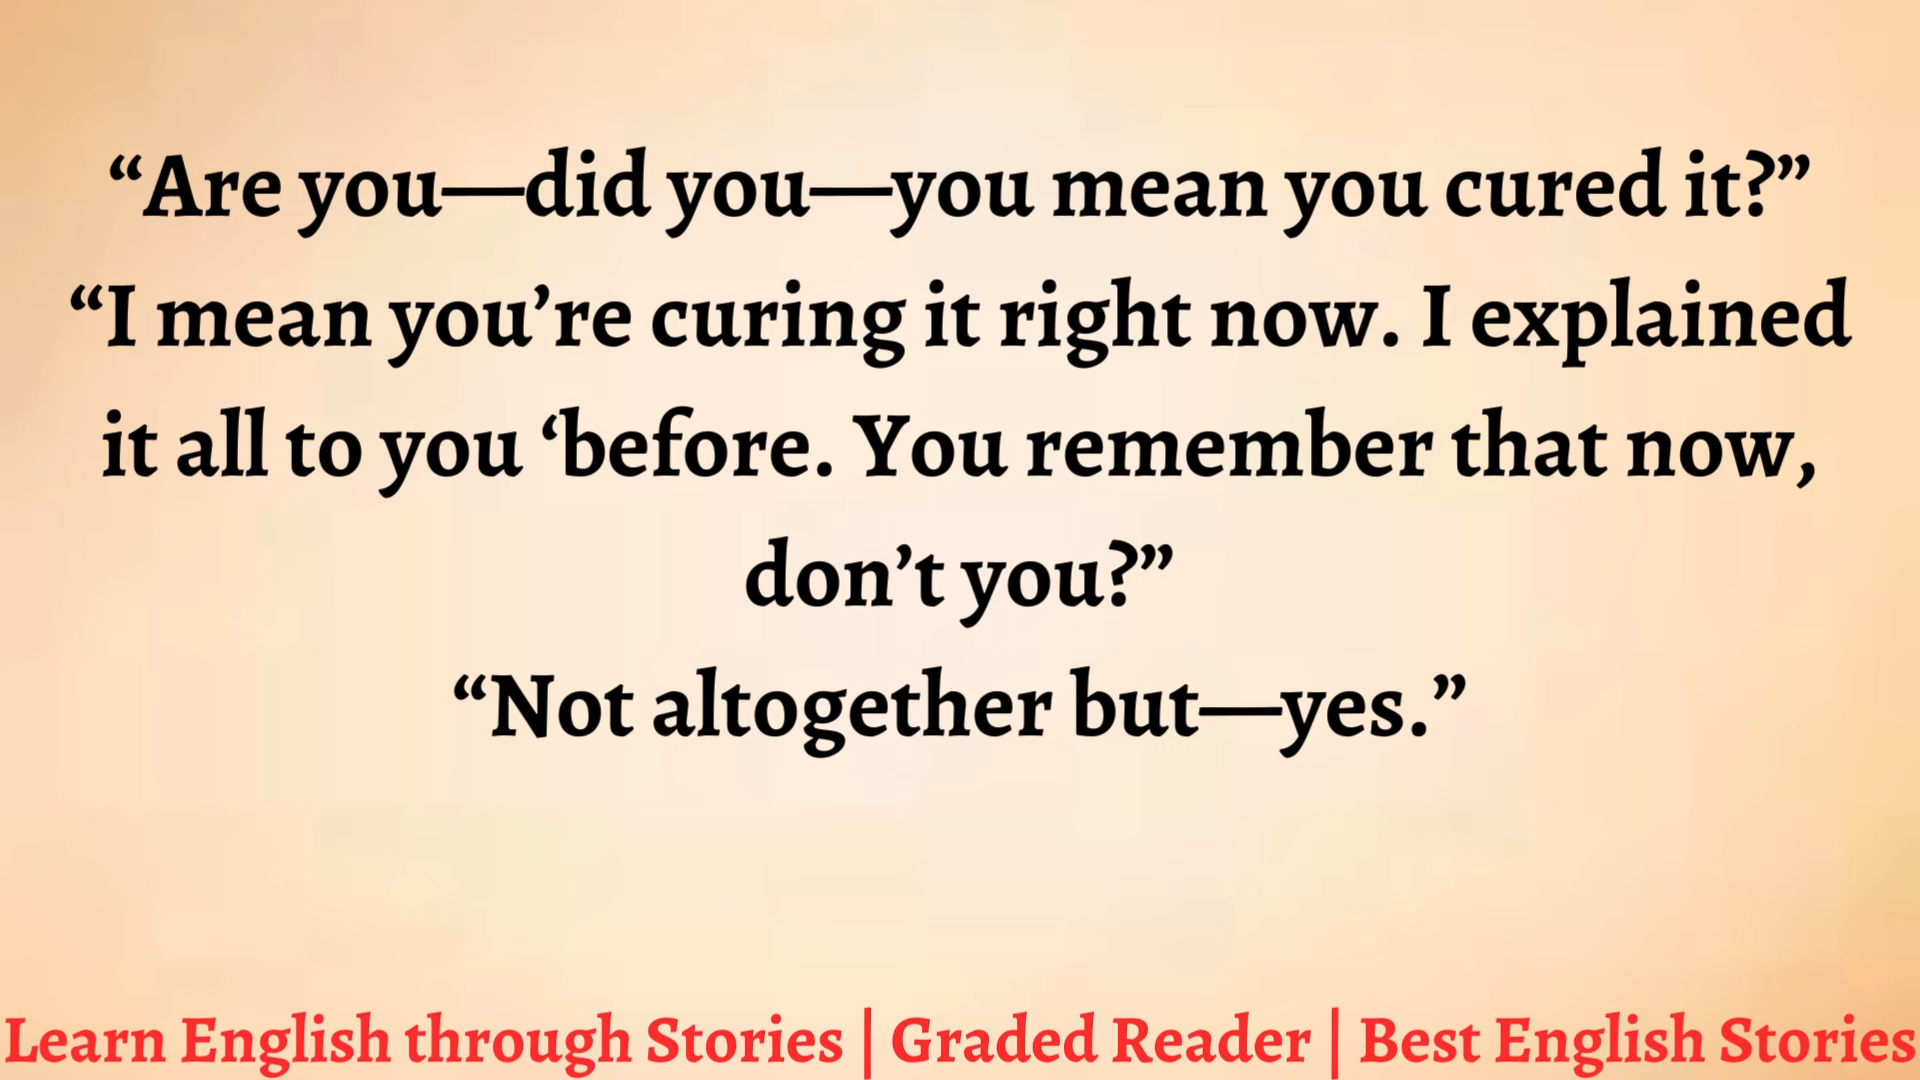 “Are you—did you—you mean you cured it?”
“I mean you’re curing it right now. I explained
it all to you ‘before. You remember that now,
don’t you?”
“Not altogether but—yes.”
Learn English through Stories | Graded Reader | Best English Stories